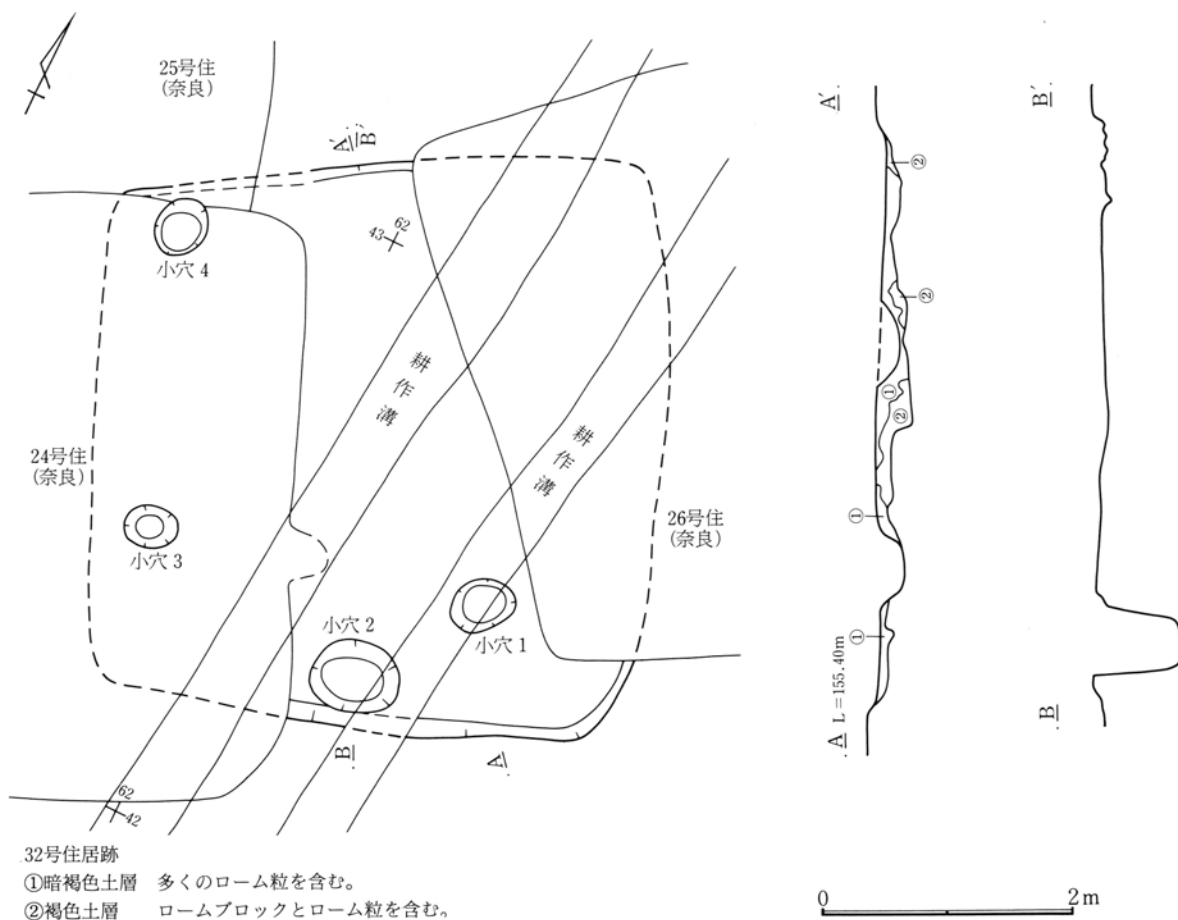 25号住
(奈良)
A′
B′
62
43
小穴 4
耕作溝
耕作溝
24号住
(奈良)
26号住
(奈良)
小穴 3
小穴 2
小穴 1
B
A
62
42
A′
B′
②
②
①
②
①
①
A L＝155.40m
B
32号住居跡
①暗褐色土層 多くのローム粒を含む。
②褐色土層 ロームブロックとローム粒を含む。
0 2m